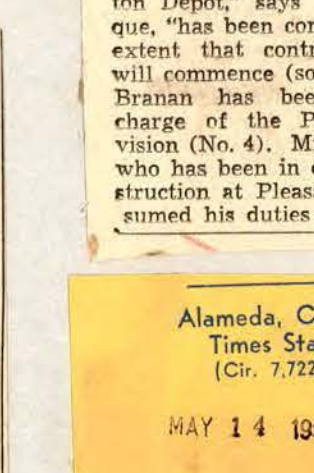 ton Depot," says
que, "has been con
extent that contr
will commence (so
Branan has bee
charge of the P
vision (No. 4). M
who has been in c
struction at Pleas
sumed his duties
Alameda, C
Times Sta
(Cir. 7,722
MAY 14 19